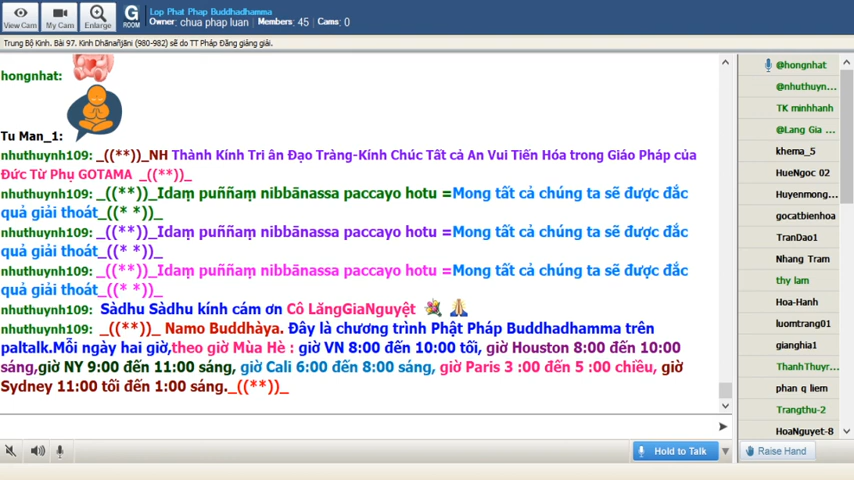 View Cam
My Cam
Enlarge
G
ROOM
Lop Phat Phap Buddhadhamma
Owner: chua phap luan Members: 45 Cams: 0
Trung Bộ Kinh. Bài 97. Kinh Dhānañjāni (980-982) sẽ do TT Pháp Đăng giảng giải.
hongnhat:
Tu Man_1:
nhuthuynh109: _((**))_NH Thành Kính Tri ân Đạo Tràng-Kính Chúc Tất cả An Vui Tiến Hóa trong Giáo Pháp của
Đức Từ Phụ GOTAMA _((**))_
nhuthuynh109: _((**))_Idaṃ puññaṃ nibbānassa paccayo hotu =Mong tất cả chúng ta sẽ được đắc
quả giải thoát_((* *))_
nhuthuynh109: _((**))_Idaṃ puññaṃ nibbānassa paccayo hotu =Mong tất cả chúng ta sẽ được đắc
quả giải thoát_((* *))_
nhuthuynh109: _((**))_Idaṃ puññaṃ nibbānassa paccayo hotu =Mong tất cả chúng ta sẽ được đắc
quả giải thoát_((* *))_
nhuthuynh109: Sàdhu Sàdhu kính cám ơn Cô LăngGiaNguyệt
nhuthuynh109: _((**))_ Namo Buddhàya. Đây là chương trình Phật Pháp Buddhadhamma trên
paltalk.Mỗi ngày hai giờ,theo giờ Mùa Hè : giờ VN 8:00 đến 10:00 tối, giờ Houston 8:00 đến 10:00
sáng,giờ NY 9:00 đến 11:00 sáng, giờ Cali 6:00 đến 8:00 sáng, giờ Paris 3 :00 đến 5 :00 chiều, giờ
Sydney 11:00 tối đến 1:00 sáng._((**))_
@hongnhat
@nhuthuyn...
TK minhhanh
@Lang Gia ...
khema_5
HueNgoc 02
Huyenmong...
gocatbienhoa
TranDao1
Nhang Tram
thy lam
Hoa-Hanh
luomtrang01
gianghia1
ThanhThuyr...
phan q liem
Trangthu-2
HoaNguyet-8
Hold to Talk
Raise Hand